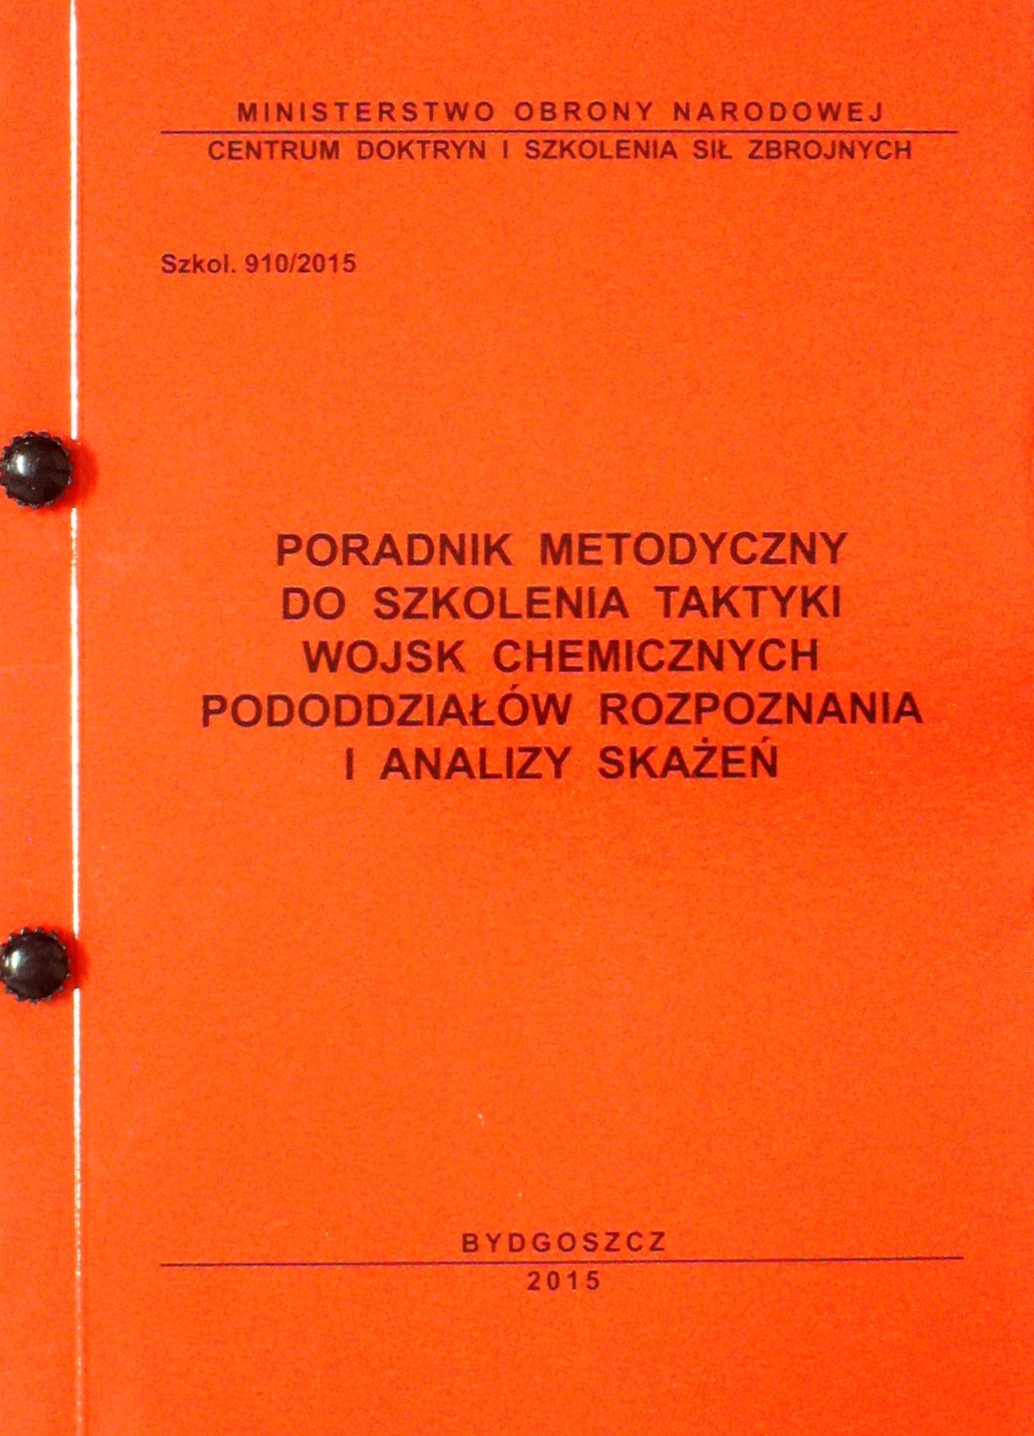 MINISTERSTWO OBRONY NARODOWEJ
CENTRUM DOKTRYN I SZKOLENIA SIŁ ZBROJNYCH
Szkol. 910/2015
PORADNIK METODYCZNY
DO SZKOLENIA TAKTYKI
WOJSK CHEMICZNYCH
PODODDZIAŁÓW ROZPOZNANIA
I ANALIZY SKAŻEŃ
BYDGOSZCZ
2015